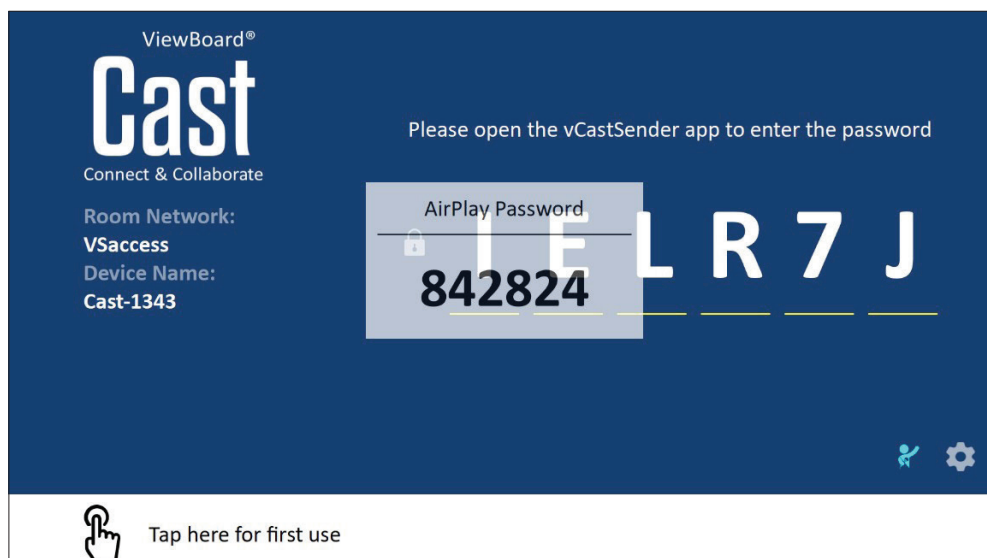 ViewBoard®
Cast
Connect & Collaborate
Room Network:
VSaccess
Device Name:
Cast-1343
Please open the vCastSender app to enter the password
AirPlay Password
842824
I E L R 7 J
Tap here for first use